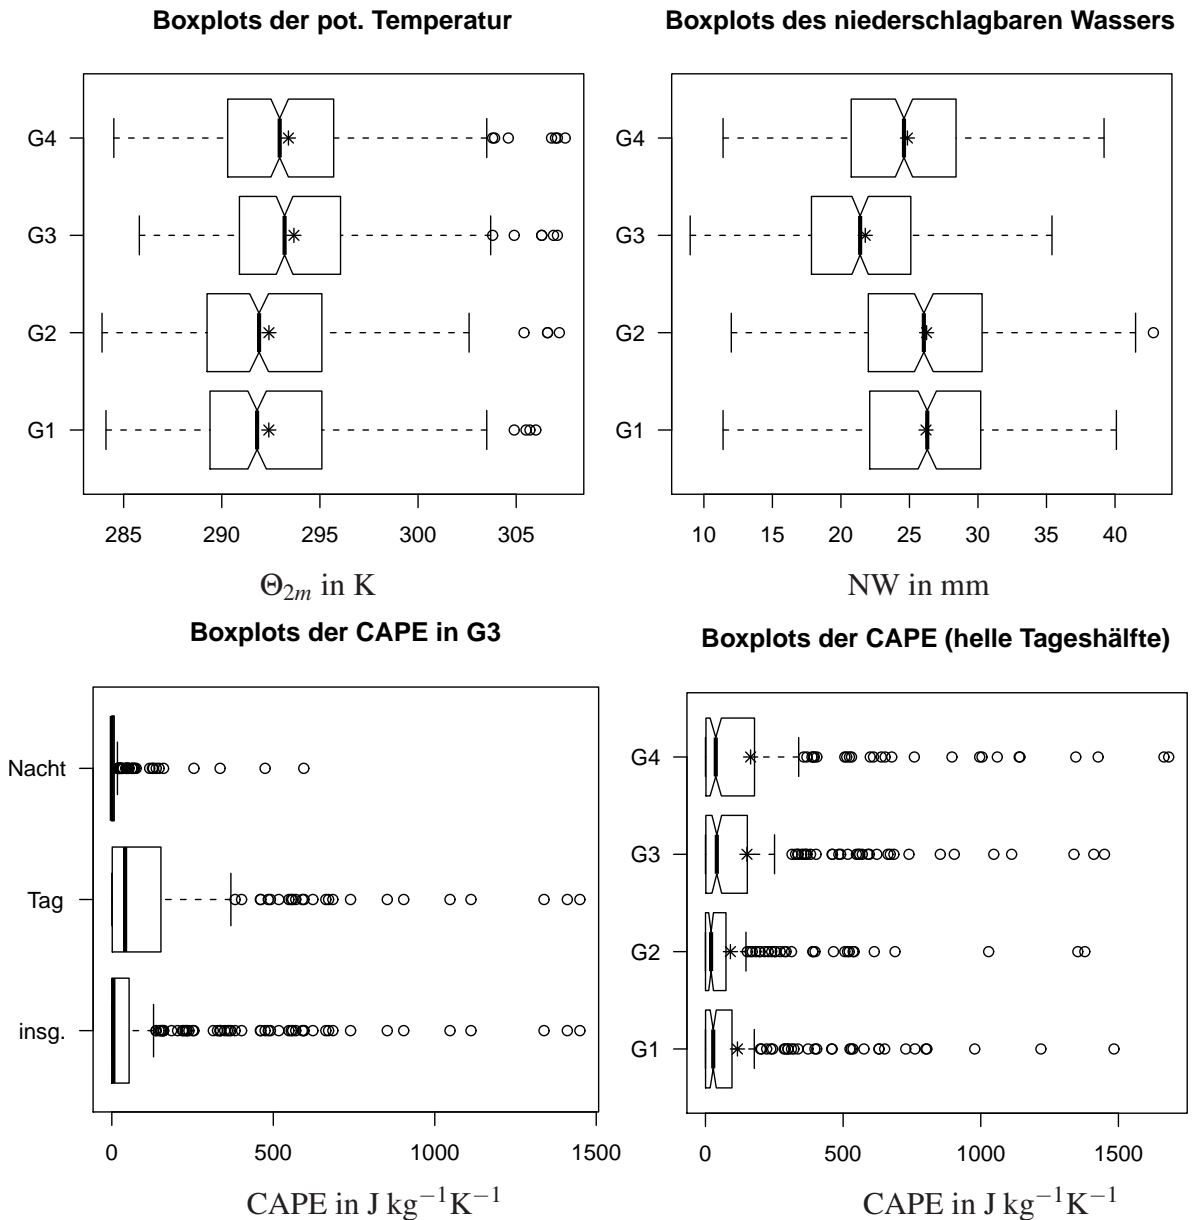 Boxplots der pot. Temperatur
G4
G3
G2
G1
285 290 295 300 305
Θ2m in K
Boxplots des niederschlagbaren Wassers
G4
G3
G2
G1
10 15 20 25 30 35 40
NW in mm
Boxplots der CAPE in G3
Nacht
Tag
insg.
0 500 1000 1500
CAPE in J kg−1K−1
Boxplots der CAPE (helle Tageshälfte)
G4
G3
G2
G1
0 500 1000 1500
CAPE in J kg−1K−1